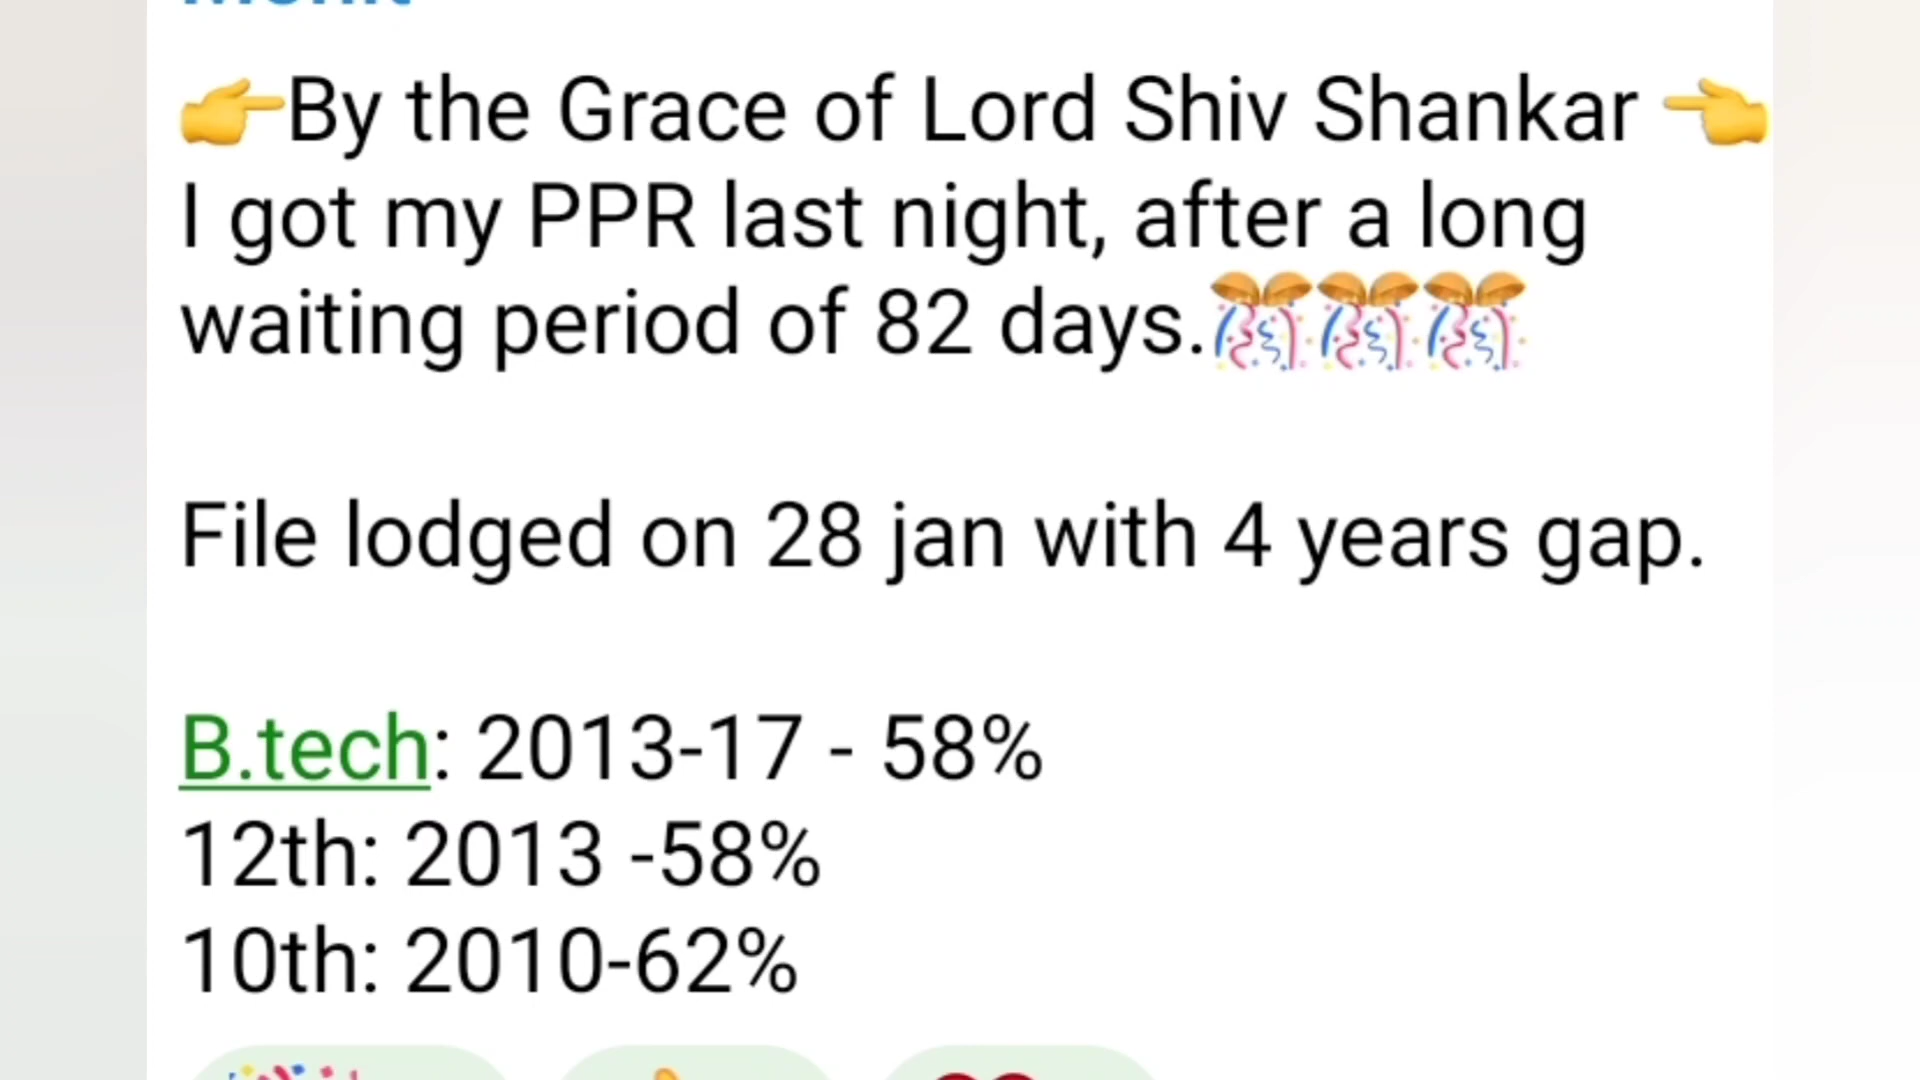 👉By the Grace of Lord Shiv Shankar 👈
I got my PPR last night, after a long
waiting period of 82 days.🎊🎊🎊
File lodged on 28 jan with 4 years gap.
B.tech: 2013-17 - 58%
12th: 2013 -58%
10th: 2010-62%